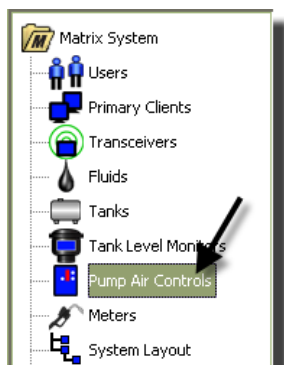 Matrix System
Users
Primary Clients
Transceivers
Fluids
Tanks
Tank Level Monitors
Pump Air Controls
Meters
System Layout